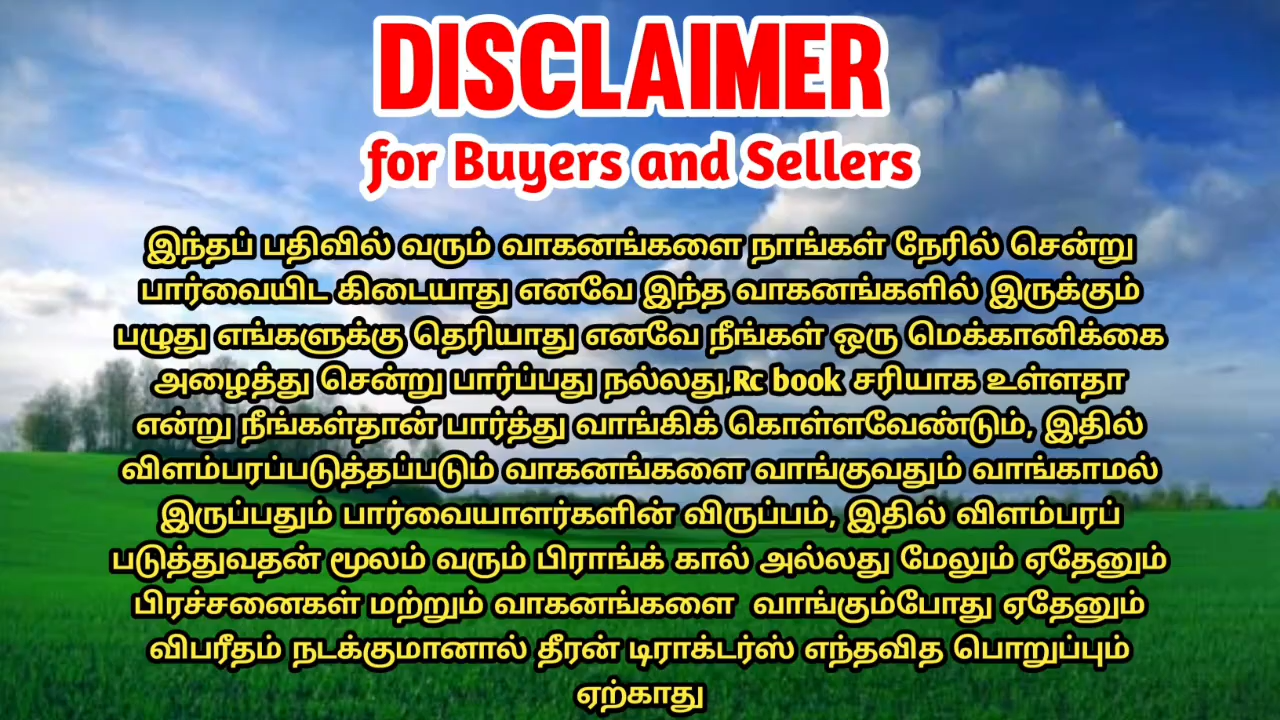 DISCLAIMER
for Buyers and Sellers
இந்தப் பதிவில் வரும் வாகனங்களை நாங்கள் நேரில் சென்று
பார்வையிட கிடையாது எனவே இந்த வாகனங்களில் இருக்கும்
பழுது எங்களுக்கு தெரியாது எனவே நீங்கள் ஒரு மெக்கானிக்கை
அழைத்து சென்று பார்ப்பது நல்லது,Rc book சரியாக உள்ளதா
என்று நீங்கள்தான் பார்த்து வாங்கிக் கொள்ளவேண்டும், இதில்
விளம்பரப்படுத்தப்படும் வாகனங்களை வாங்குவதும் வாங்காமல்
இருப்பதும் பார்வையாளர்களின் விருப்பம், இதில் விளம்பரப்
படுத்துவதன் மூலம் வரும் பிராங்க் கால் அல்லது மேலும் ஏதேனும்
பிரச்சனைகள் மற்றும் வாகனங்களை வாங்கும்போது ஏதேனும்
விபரீதம் நடக்குமானால் தீரன் டிராக்டர்ஸ் எந்தவித பொறுப்பும்
ஏற்காது